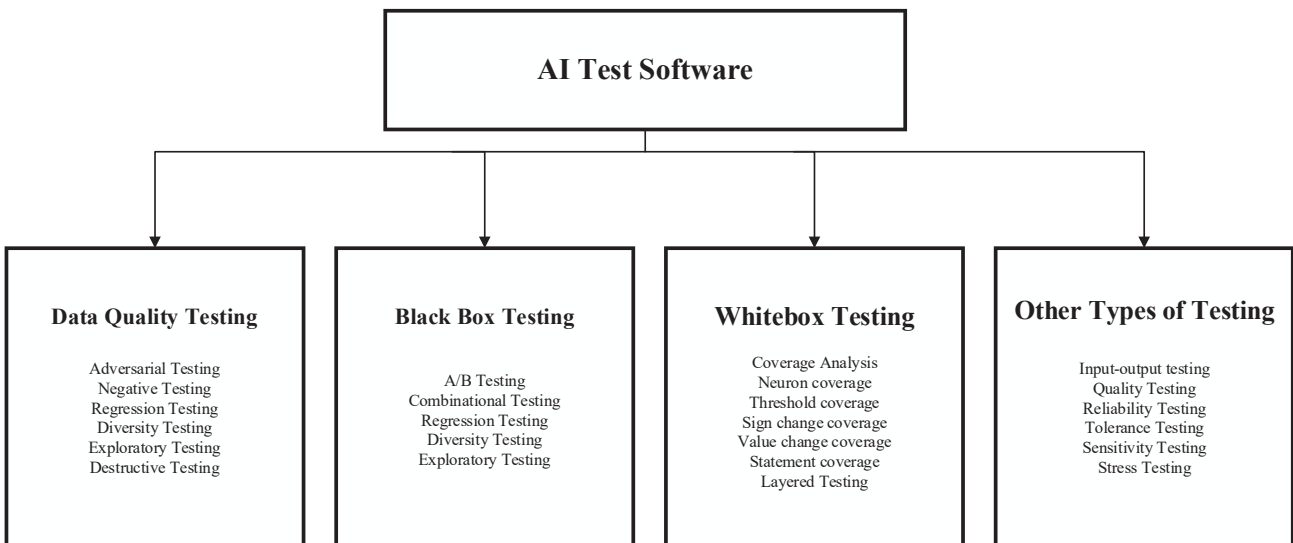 AI Test Software
Data Quality Testing
Adversarial Testing
Negative Testing
Regression Testing
Diversity Testing
Exploratory Testing
Destructive Testing
Black Box Testing
A/B Testing
Combinational Testing
Regression Testing
Diversity Testing
Exploratory Testing
Whitebox Testing
Coverage Analysis
Neuron coverage
Threshold coverage
Sign change coverage
Value change coverage
Statement coverage
Layered Testing
Other Types of Testing
Input-output testing
Quality Testing
Reliability Testing
Tolerance Testing
Sensitivity Testing
Stress Testing